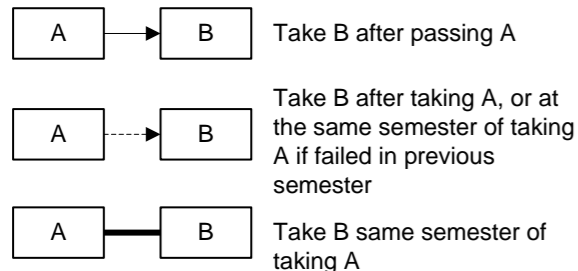 A B Take B after passing A
A B Take B after taking A, or at
the same semester of taking
A if failed in previous
semester
A B Take B same semester of
taking A